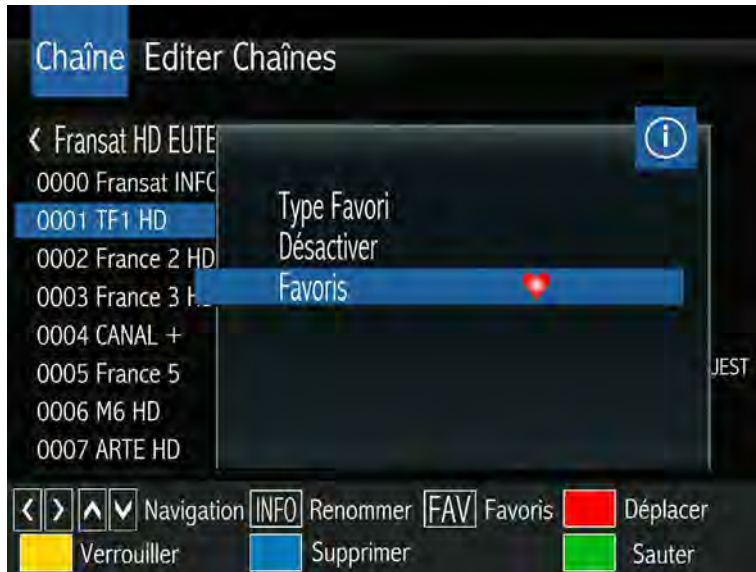 Chaîne Editer Chaînes
‹ Fransat HD EUTE
0000 Fransat INFO
0001 TF1 HD
0002 France 2 HD
0003 France 3
0004 CANAL +
0005 France 5
0006 M6 HD
0007 ARTE HD
i
Type Favori
Désactiver
Favoris
UEST
Navigation INFO Renommer FAV Favoris Déplacer
Verrouiller Supprimer Sauter